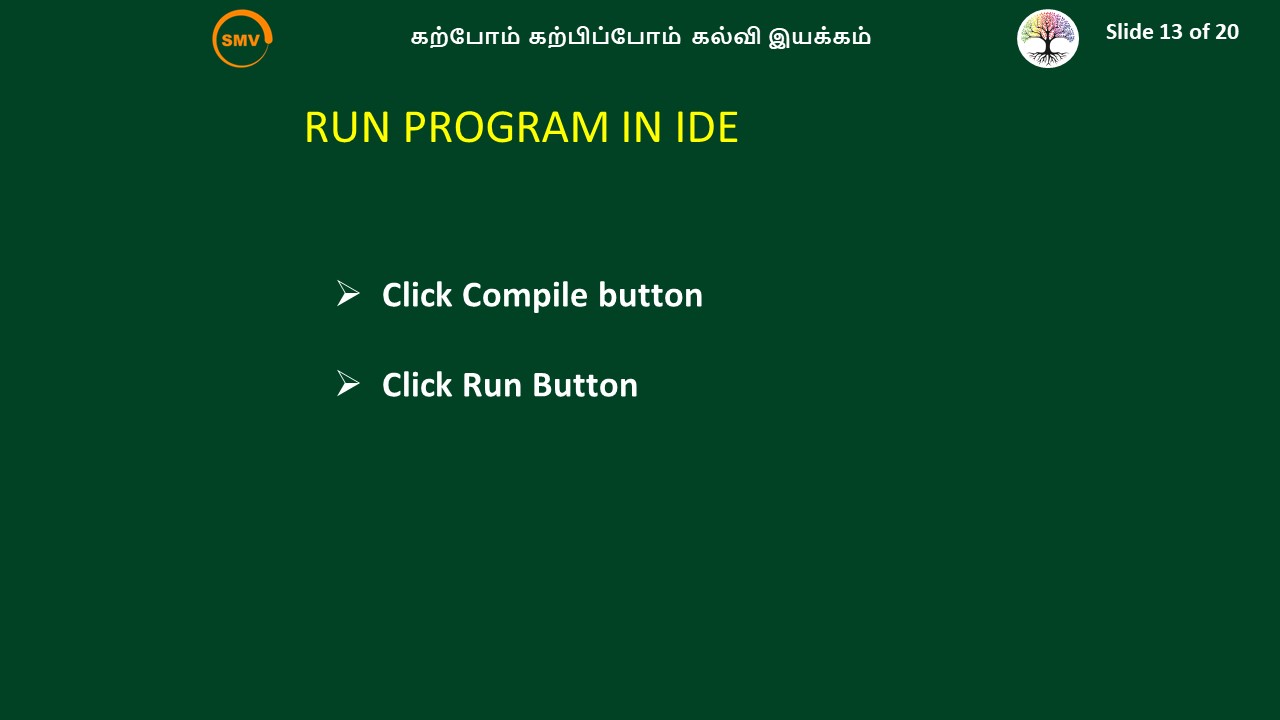 SMV
கற்போம் கற்பிப்போம் கல்வி இயக்கம்
Slide 13 of 20
RUN PROGRAM IN IDE
➢ Click Compile button
➢ Click Run Button